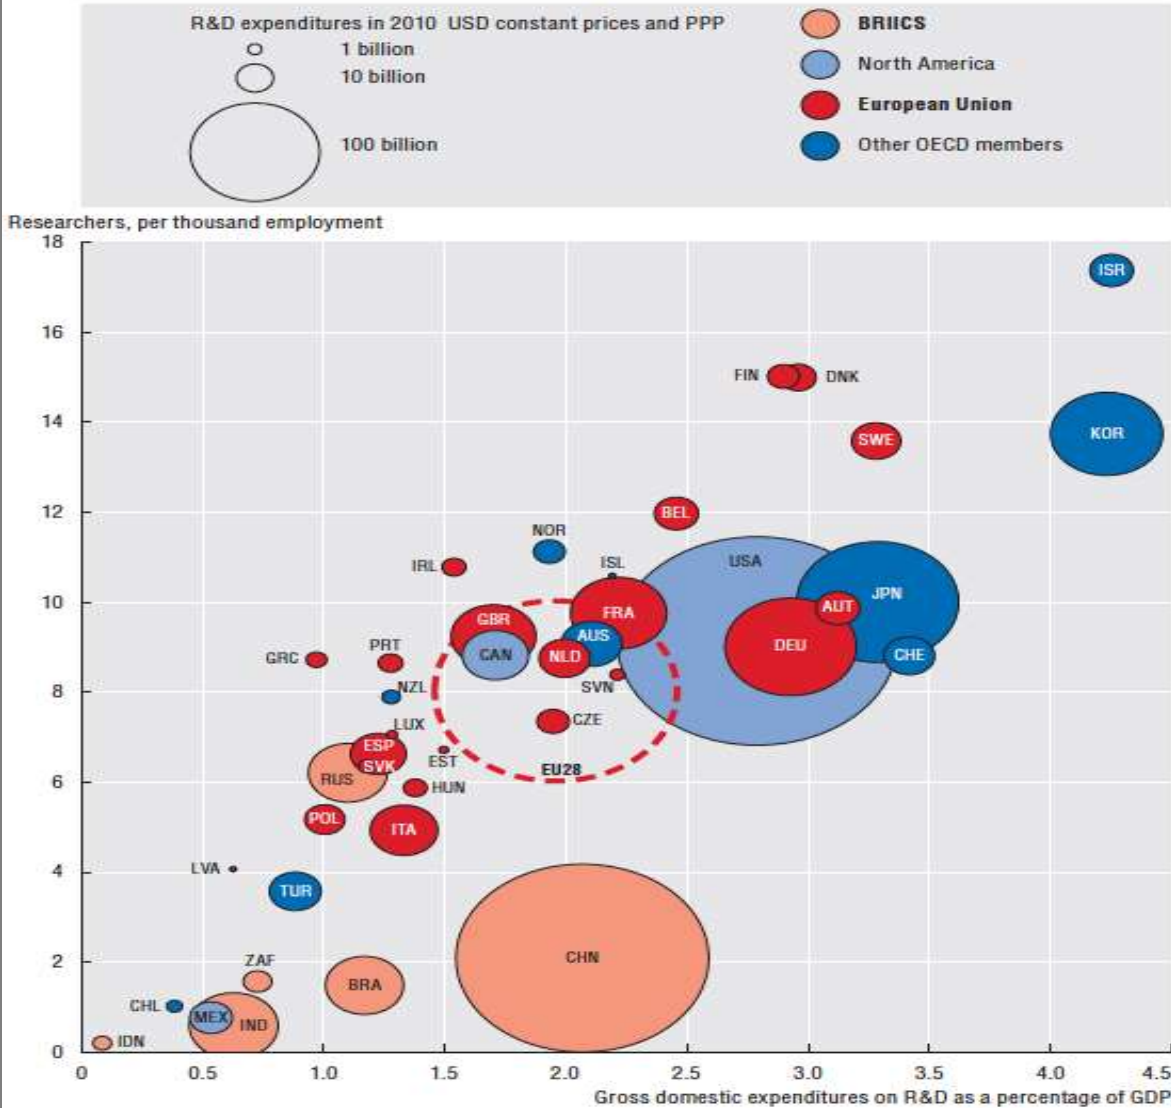 R&D expenditures in 2010 USD constant prices and PPP
1 billion
10 billion
100 billion
BRIICS
North America
European Union
Other OECD members
Researchers, per thousand employment
18
16
14
12
10
8
6
4
2
0
ISR
FIN
DNK
KOR
SWE
BEL
NOR
ISL
USA
IRL
JPN
GBR
FRA
AUT
AUS
DEU
CAN
NLD
CHE
GRC
PRT
NZL
SVN
CZE
LUX
ESP
SVK
EST
EU28
RUS
HUN
POL
ITA
LVA
TUR
ZAF
BRA
CHN
CHL
MEX
IND
IDN
0 0.5 1.0 1.5 2.0 2.5 3.0 3.5 4.0 4.5
Gross domestic expenditures on R&D as a percentage of GDP